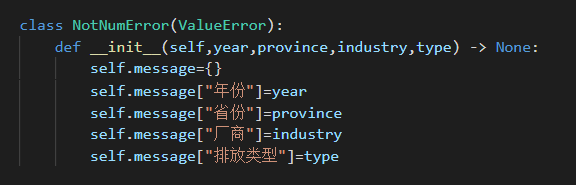 class NotNumError(ValueError):
    def __init__(self,year,province,industry,type) -> None:
        self.message={}
        self.message["年份"]=year
        self.message["省份"]=province
        self.message["厂商"]=industry
        self.message["排放类型"]=type